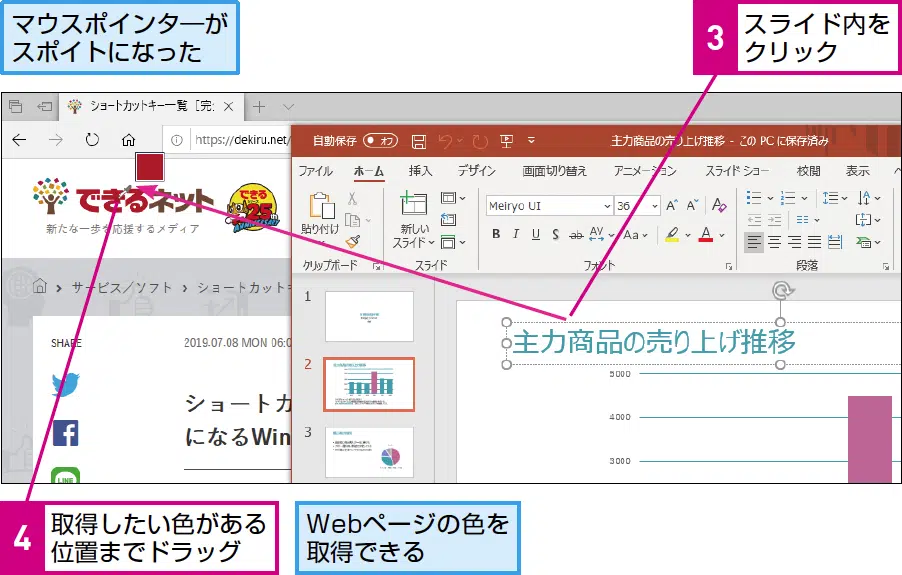 マウスポインターが
スポイトになった
3
スライド内を
クリック
ショートカットキー一覧［完:
https://dekiru.net/
できるネット
新たな一歩を応援するメディア
できる
25
ANNIVERSARY
サービス／ソフト > ショートカットキ
SHARE
2019.07.08 MON 06:0
ショートカ
になるWin
LINE
自動保存
オフ
主力商品の売り上げ推移 - この PC に保存済み
ファイル ホーム 挿入 デザイン 画面切り替え アニメーション スライド ショー 校閲 表示
貼り付け
新しい
スライド
Meiryo UI
36
B I U S ab AV Aa A
クリップボード スライド フォント 段落
1
2
3
主力商品の売り上げ推移
5000
4000
3000
4
取得したい色がある
位置までドラッグ
Webページの色を
取得できる